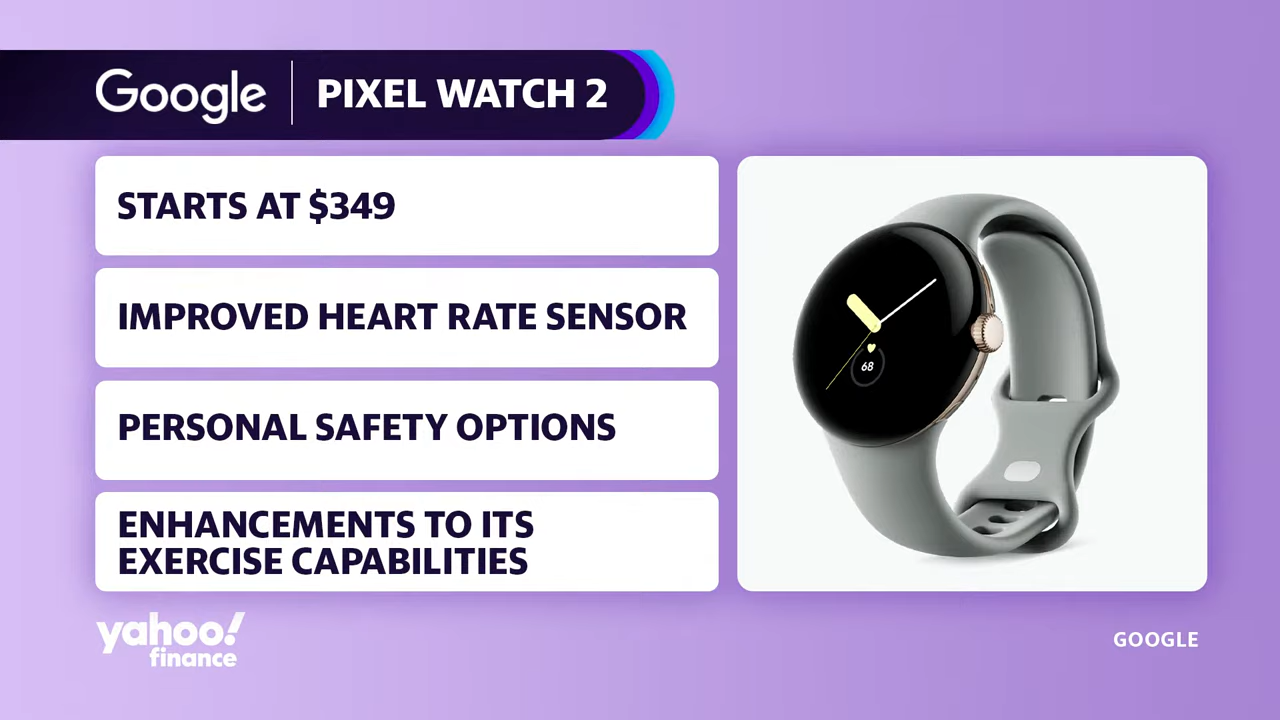 Google | PIXEL WATCH 2
STARTS AT $349
IMPROVED HEART RATE SENSOR
PERSONAL SAFETY OPTIONS
ENHANCEMENTS TO ITS
EXERCISE CAPABILITIES
68
yahoo!
finance
GOOGLE